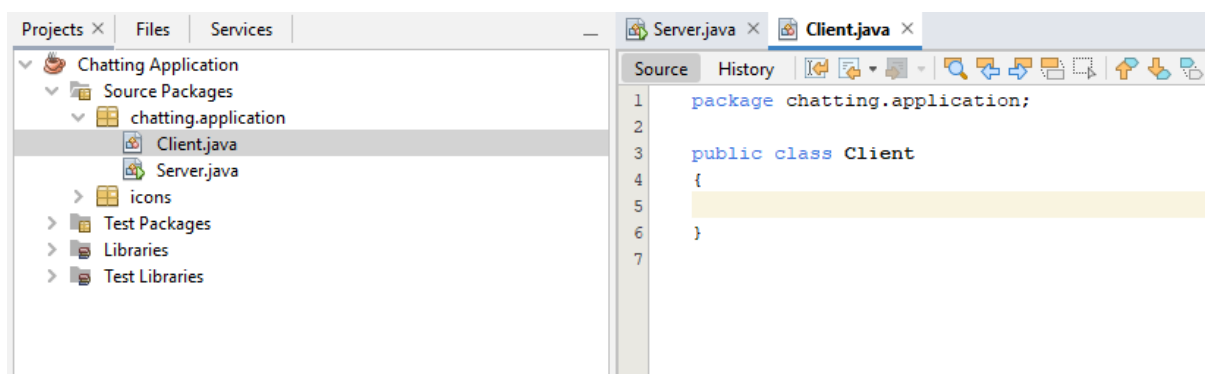 Projects Files Services
Chatting Application
Source Packages
chatting.application
Client.java
Server.java
icons
Test Packages
Libraries
Test Libraries
Server.java Client.java
Source History
1 package chatting.application;
2
3 public class Client
4 {
5
6 }
7